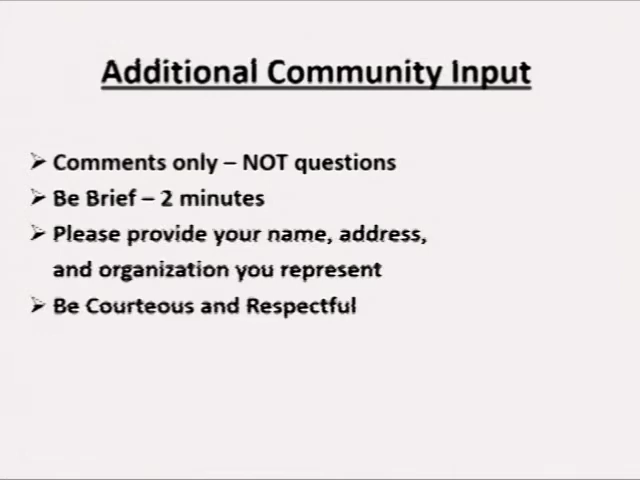 Additional Community Input
➢ Comments only – NOT questions
➢ Be Brief – 2 minutes
➢ Please provide your name, address,
and organization you represent
➢ Be Courteous and Respectful